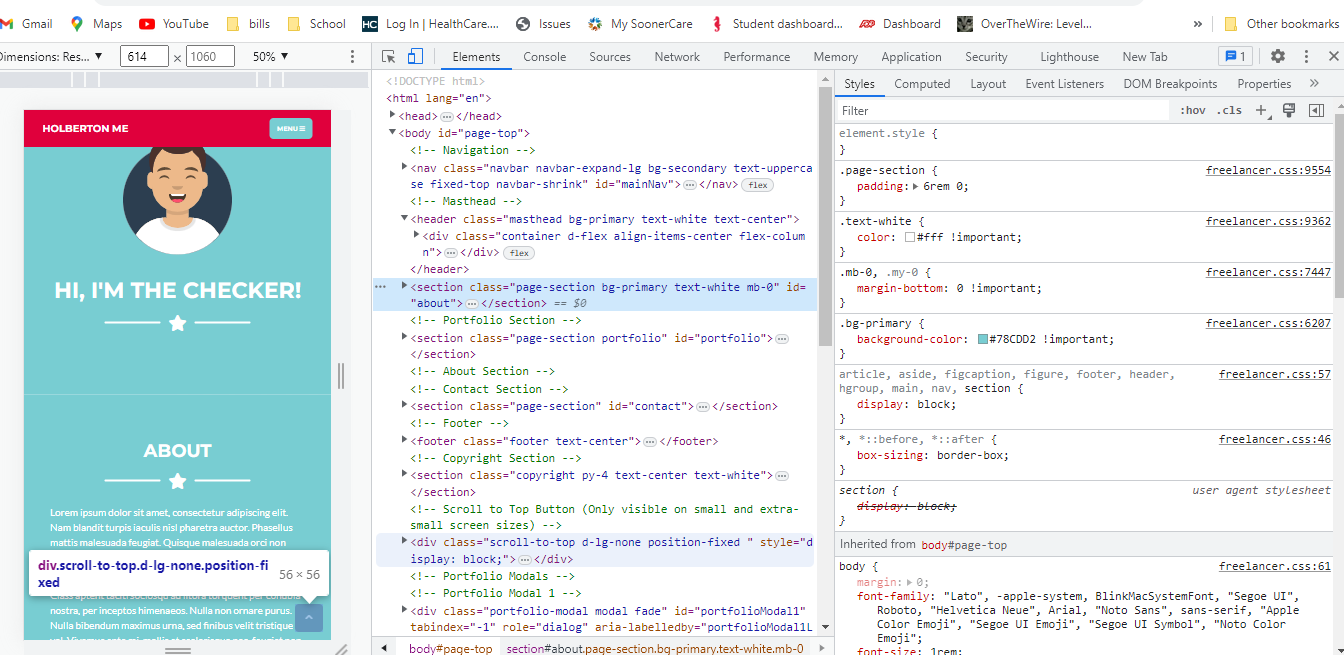 Gmail Maps YouTube bills School Log In | HealthCare.... Issues My SoonerCare Student dashboard... Dashboard OverTheWire: Level... » Other bookmarks
Dimensions: Res... ▼ 614 × 1060 50% ▼
Elements Console Sources Network Performance Memory Application Security Lighthouse New Tab 1
HOLBERTON ME
MENU
HI, I'M THE CHECKER!
ABOUT
Lorem ipsum dolor sit amet, consectetur adipiscing elit.
Nam blandit turpis iaculis nisl pharetra auctor. Phasellus
mattis malesuada feugiat. Quisque malesuada orci non
div.scroll-to-top.d-lg-none.position-fi
xed
56 × 56
nostra, per inceptos himenaeos. Nulla non ornare purus.
Nulla bibendum maximus urna, sed finibus velit tristique
<!DOCTYPE html>
<html lang="en">
<head>…</head>
<body id="page-top">
<!-- Navigation -->
<nav class="navbar navbar-expand-lg bg-secondary text-upperca
se fixed-top navbar-shrink" id="mainNav">…</nav> flex
<!-- Masthead -->
<header class="masthead bg-primary text-white text-center">
<div class="container d-flex align-items-center flex-colum
n">…</div> flex
</header>
<section class="page-section bg-primary text-white mb-0" id=
"about">…</section> == $0
<!-- Portfolio Section -->
<section class="page-section portfolio" id="portfolio">…
</section>
<!-- About Section -->
<!-- Contact Section -->
<section class="page-section" id="contact">…</section>
<!-- Footer -->
<footer class="footer text-center">…</footer>
<!-- Copyright Section -->
<section class="copyright py-4 text-center text-white">…
</section>
<!-- Scroll to Top Button (Only visible on small and extra-
small screen sizes) -->
<div class="scroll-to-top d-lg-none position-fixed " style="d
isplay: block;">…</div>
<!-- Portfolio Modals -->
<!-- Portfolio Modal 1 -->
<div class="portfolio-modal modal fade" id="portfolioModal1"
tabindex="-1" role="dialog" aria-labelledby="portfolioModal1L
body#page-top section#about.page-section.bg-primary.text-white.mb-0
Styles Computed Layout Event Listeners DOM Breakpoints Properties »
Filter :hov .cls +
element.style {
}
.page-section { freelancer.css:9554
padding: 6rem 0;
}
.text-white { freelancer.css:9362
color: #fff !important;
}
.mb-0, .my-0 { freelancer.css:7447
margin-bottom: 0 !important;
}
.bg-primary { freelancer.css:6207
background-color: #78CDD2 !important;
}
article, aside, figcaption, figure, footer, header, freelancer.css:57
hgroup, main, nav, section {
display: block;
}
*, *::before, *::after { freelancer.css:46
box-sizing: border-box;
}
section { user agent stylesheet
display: block;
}
Inherited from body#page-top
body { freelancer.css:61
margin: 0;
font-family: "Lato", -apple-system, BlinkMacSystemFont, "Segoe UI",
Roboto, "Helvetica Neue", Arial, "Noto Sans", sans-serif, "Apple
Color Emoji", "Segoe UI Emoji", "Segoe UI Symbol", "Noto Color
Emoji";
font-size: 1rem;